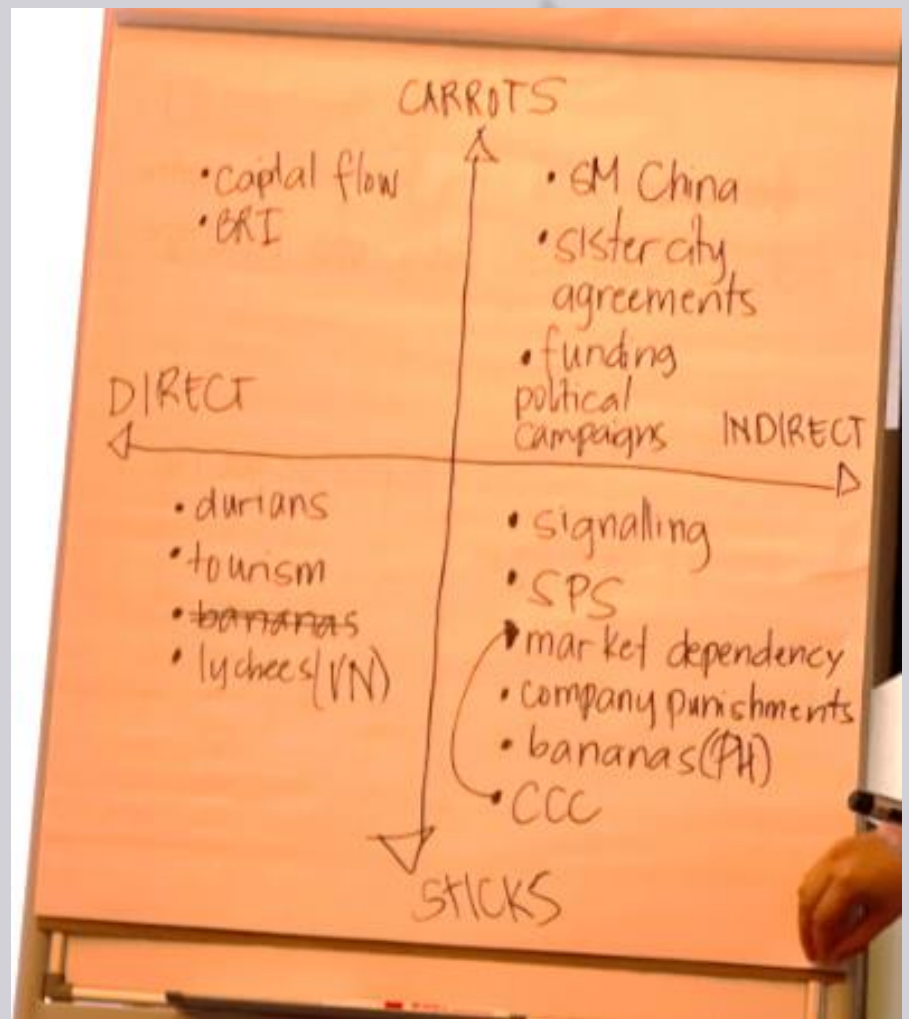 CARROTS
• capital flow
• BRI
• SM China
• sister city
agreements
• funding
political
campaigns
DIRECT
INDIRECT
• durians
• tourism
• bananas
• lychees (VN)
• signalling
• SPS
• market dependency
• company punishments
• bananas (PH)
• CCC
STICKS